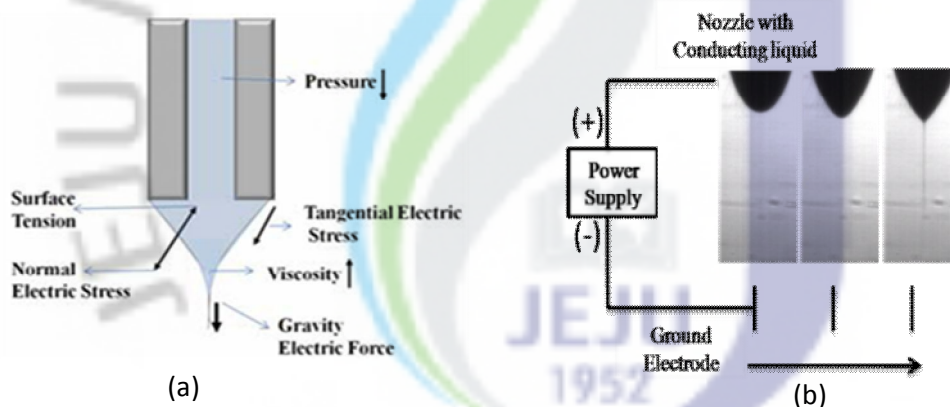 Pressure
Surface
Tension
Normal
Electric Stress
Tangential Electric
Stress
Viscosity
Gravity
Electric Force
(a)
Nozzle with
Conducting liquid
(+)
Power
Supply
(-)
Ground
Electrode
(b)
JEJU
1952
JEJU